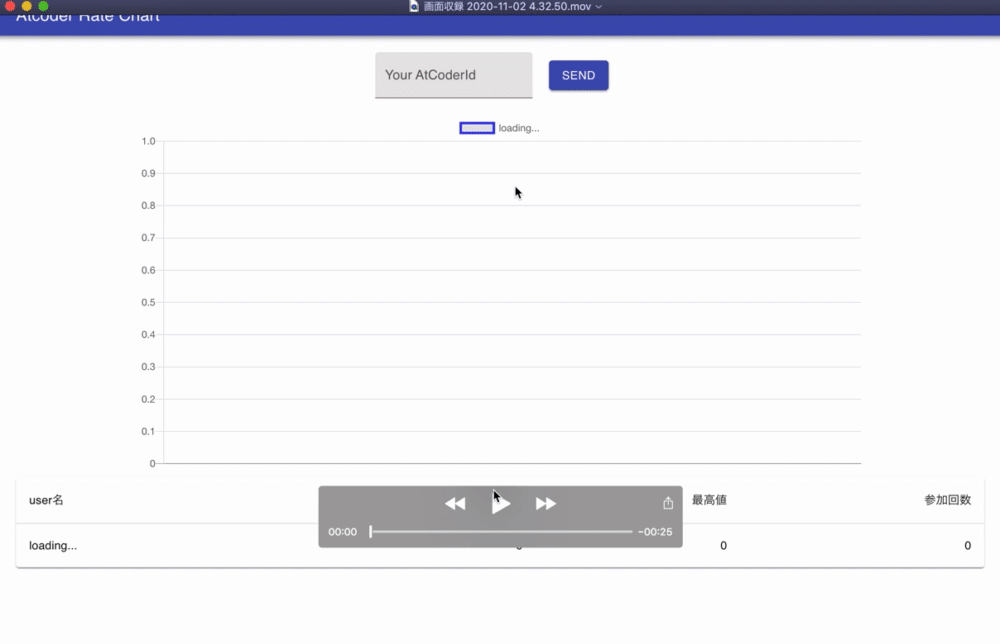 画面収録 2020-11-02 4.32.50.mov
Atcoder Rate Chart
Your AtCoderId
SEND
loading...
1.0
0.9
0.8
0.7
0.6
0.5
0.4
0.3
0.2
0.1
0
user名 最高値 参加回数
00:00 -00:25
loading... 0 0